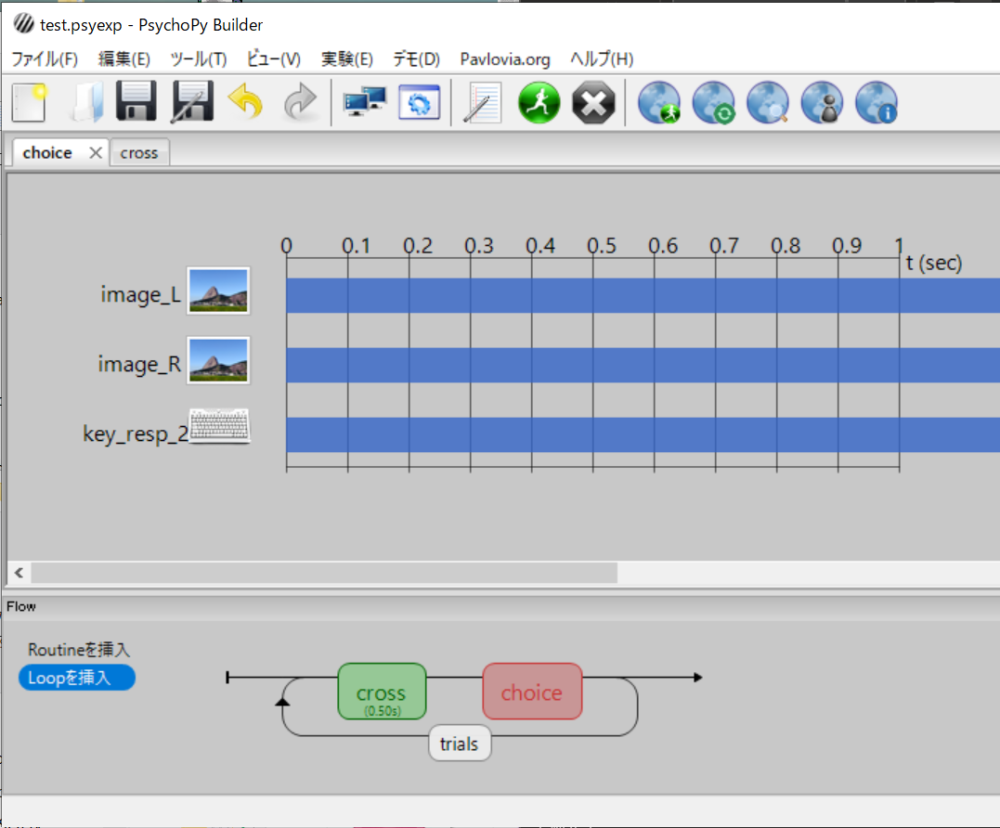 test.psyexp - PsychoPy Builder
ファイル(F) 編集(E) ツール(T) ビュー(V) 実験(E) デモ(D) Pavlovia.org ヘルプ(H)
choice cross
0 0.1 0.2 0.3 0.4 0.5 0.6 0.7 0.8 0.9 1
t (sec)
image_L
image_R
key_resp_2
Flow
Routineを挿入
Loopを挿入
cross
(0.50s)
choice
trials